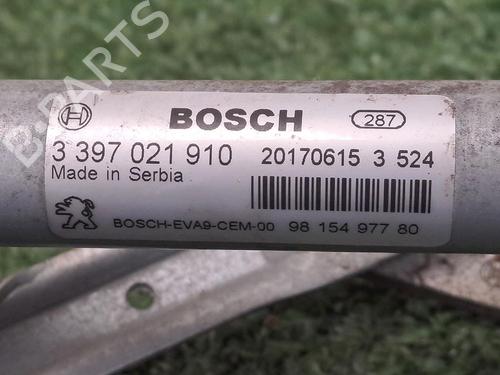 BOSCH 287
3 397 021 910 20170615 3 524
Made in Serbia
BOSCH-EVA9-CEM-00 98 154 977 80
B-PARTS